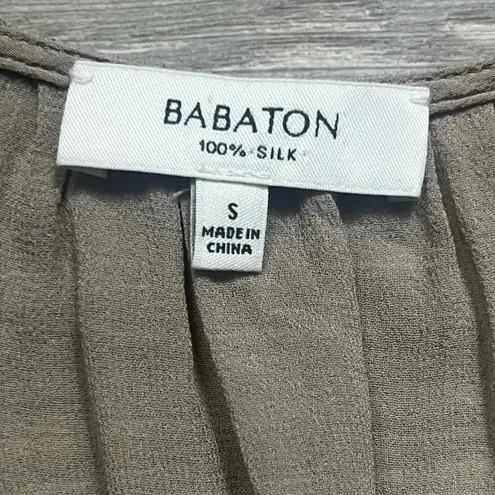 BABATON
100% SILK
S
MADE IN
CHINA